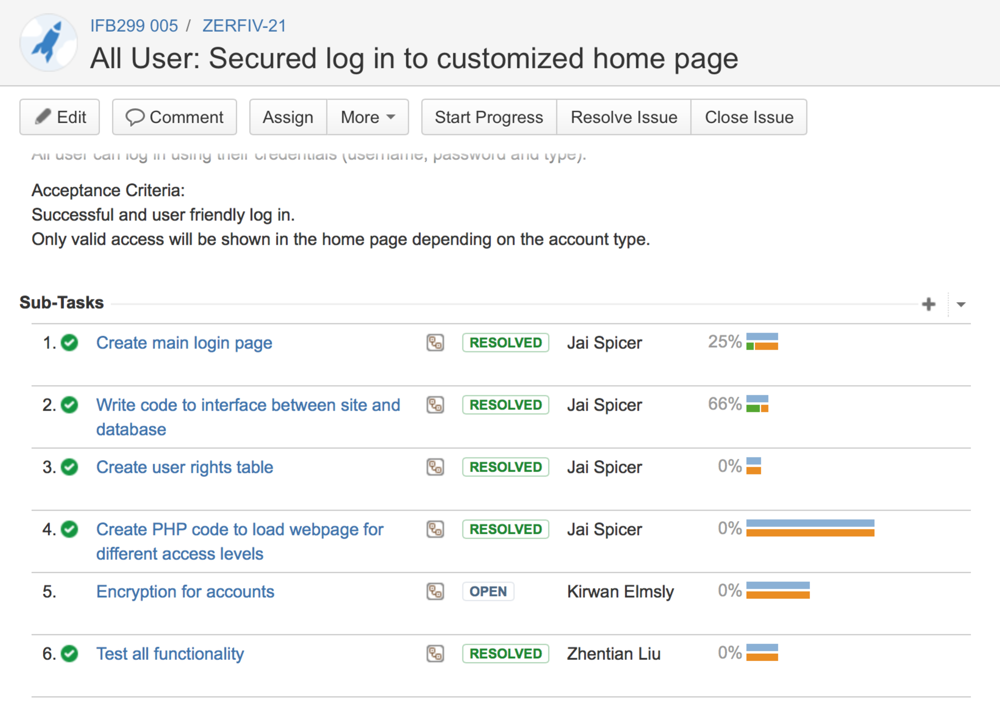 IFB299 005 / ZERFIV-21
All User: Secured log in to customized home page
Edit Comment Assign More Start Progress Resolve Issue Close Issue
All user can log in using their credentials (username, password and type).
Acceptance Criteria:
Successful and user friendly log in.
Only valid access will be shown in the home page depending on the account type.
Sub-Tasks
1. Create main login page RESOLVED Jai Spicer 25%
2. Write code to interface between site and RESOLVED Jai Spicer 66%
database
3. Create user rights table RESOLVED Jai Spicer 0%
4. Create PHP code to load webpage for RESOLVED Jai Spicer 0%
different access levels
5. Encryption for accounts OPEN Kirwan Elmsly 0%
6. Test all functionality RESOLVED Zhentian Liu 0%